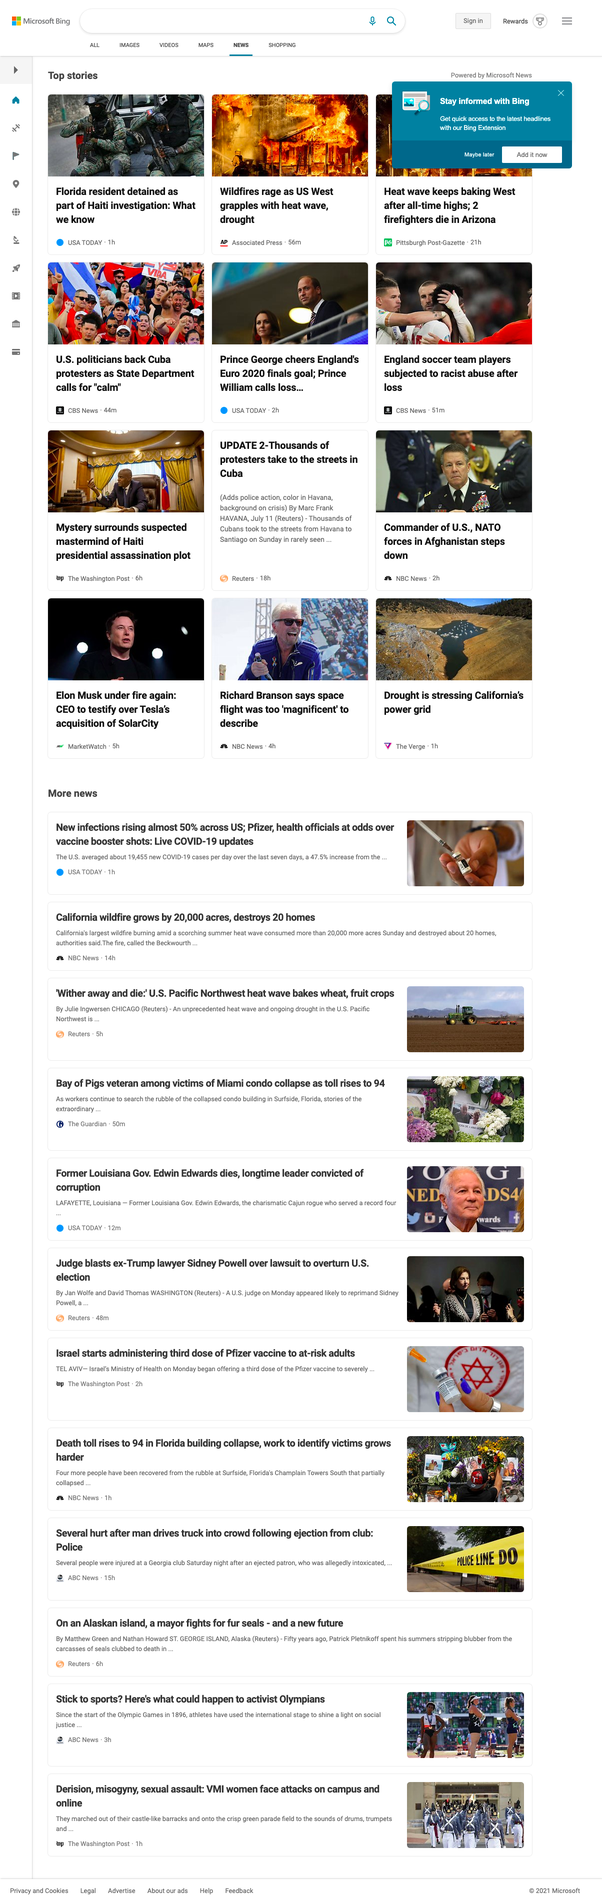 Microsoft Bing
Sign in
Rewards
ALL
IMAGES
VIDEOS
MAPS
NEWS
SHOPPING
Top stories
Powered by Microsoft News
Stay informed with Bing
Get quick access to the latest headlines
with our Bing Extension
Maybe later
Add it now
Florida resident detained as
part of Haiti investigation: What
we know
USA TODAY · 1h
Wildfires rage as US West
grapples with heat wave,
drought
AP Associated Press · 56m
Heat wave keeps baking West
after all-time highs; 2
firefighters die in Arizona
PG Pittsburgh Post-Gazette · 21h
VIDA
U.S. politicians back Cuba
protesters as State Department
calls for "calm"
CBS News · 44m
Prince George cheers England's
Euro 2020 finals goal; Prince
William calls loss...
USA TODAY · 2h
England soccer team players
subjected to racist abuse after
loss
CBS News · 51m
Mystery surrounds suspected
mastermind of Haiti
presidential assassination plot
wp The Washington Post · 6h
UPDATE 2-Thousands of
protesters take to the streets in
Cuba
(Adds police action, color in Havana,
background on crisis) By Marc Frank
HAVANA, July 11 (Reuters) - Thousands of
Cubans took to the streets from Havana to
Santiago on Sunday in rarely seen ...
Reuters · 18h
Commander of U.S., NATO
forces in Afghanistan steps
down
NBC News · 2h
Elon Musk under fire again:
CEO to testify over Tesla's
acquisition of SolarCity
MarketWatch · 5h
Richard Branson says space
flight was too 'magnificent' to
describe
NBC News · 4h
Drought is stressing California's
power grid
The Verge · 1h
More news
New infections rising almost 50% across US; Pfizer, health officials at odds over
vaccine booster shots: Live COVID-19 updates
The U.S. averaged about 19,455 new COVID-19 cases per day over the last seven days, a 47.5% increase from the ...
USA TODAY · 1h
California wildfire grows by 20,000 acres, destroys 20 homes
California's largest wildfire burning amid a scorching summer heat wave consumed more than 20,000 more acres Sunday and destroyed about 20 homes,
authorities said.The fire, called the Beckwourth ...
NBC News · 14h
'Wither away and die:' U.S. Pacific Northwest heat wave bakes wheat, fruit crops
By Julie Ingwersen CHICAGO (Reuters) - An unprecedented heat wave and ongoing drought in the U.S. Pacific
Northwest is ...
Reuters · 5h
Bay of Pigs veteran among victims of Miami condo collapse as toll rises to 94
As workers continue to search the rubble of the collapsed condo building in Surfside, Florida, stories of the
extraordinary ...
The Guardian · 50m
Former Louisiana Gov. Edwin Edwards dies, longtime leader convicted of
corruption
LAFAYETTE, Louisiana — Former Louisiana Gov. Edwin Edwards, the charismatic Cajun rogue who served a record four
...
USA TODAY · 12m
Judge blasts ex-Trump lawyer Sidney Powell over lawsuit to overturn U.S.
election
By Jan Wolfe and David Thomas WASHINGTON (Reuters) - A U.S. judge on Monday appeared likely to reprimand Sidney
Powell, a ...
Reuters · 48m
Israel starts administering third dose of Pfizer vaccine to at-risk adults
TEL AVIV— Israel's Ministry of Health on Monday began offering a third dose of the Pfizer vaccine to severely ...
wp The Washington Post · 2h
Death toll rises to 94 in Florida building collapse, work to identify victims grows
harder
Four more people have been recovered from the rubble at Surfside, Florida's Champlain Towers South that partially
collapsed ...
NBC News · 1h
Several hurt after man drives truck into crowd following ejection from club:
Police
Several people were injured at a Georgia club Saturday night after an ejected patron, who was allegedly intoxicated, ...
ABC News · 15h
POLICE LINE DO
On an Alaskan island, a mayor fights for fur seals - and a new future
By Matthew Green and Nathan Howard ST. GEORGE ISLAND, Alaska (Reuters) - Fifty years ago, Patrick Pletnikoff spent his summers stripping blubber from the
carcasses of seals clubbed to death in ...
Reuters · 6h
Stick to sports? Here's what could happen to activist Olympians
Since the start of the Olympic Games in 1896, athletes have used the international stage to shine a light on social
justice ...
ABC News · 3h
Derision, misogyny, sexual assault: VMI women face attacks on campus and
online
They marched out of their castle-like barracks and onto the crisp green parade field to the sounds of drums, trumpets
and ...
wp The Washington Post · 1h
Privacy and Cookies
Legal
Advertise
About our ads
Help
Feedback
© 2021 Microsoft